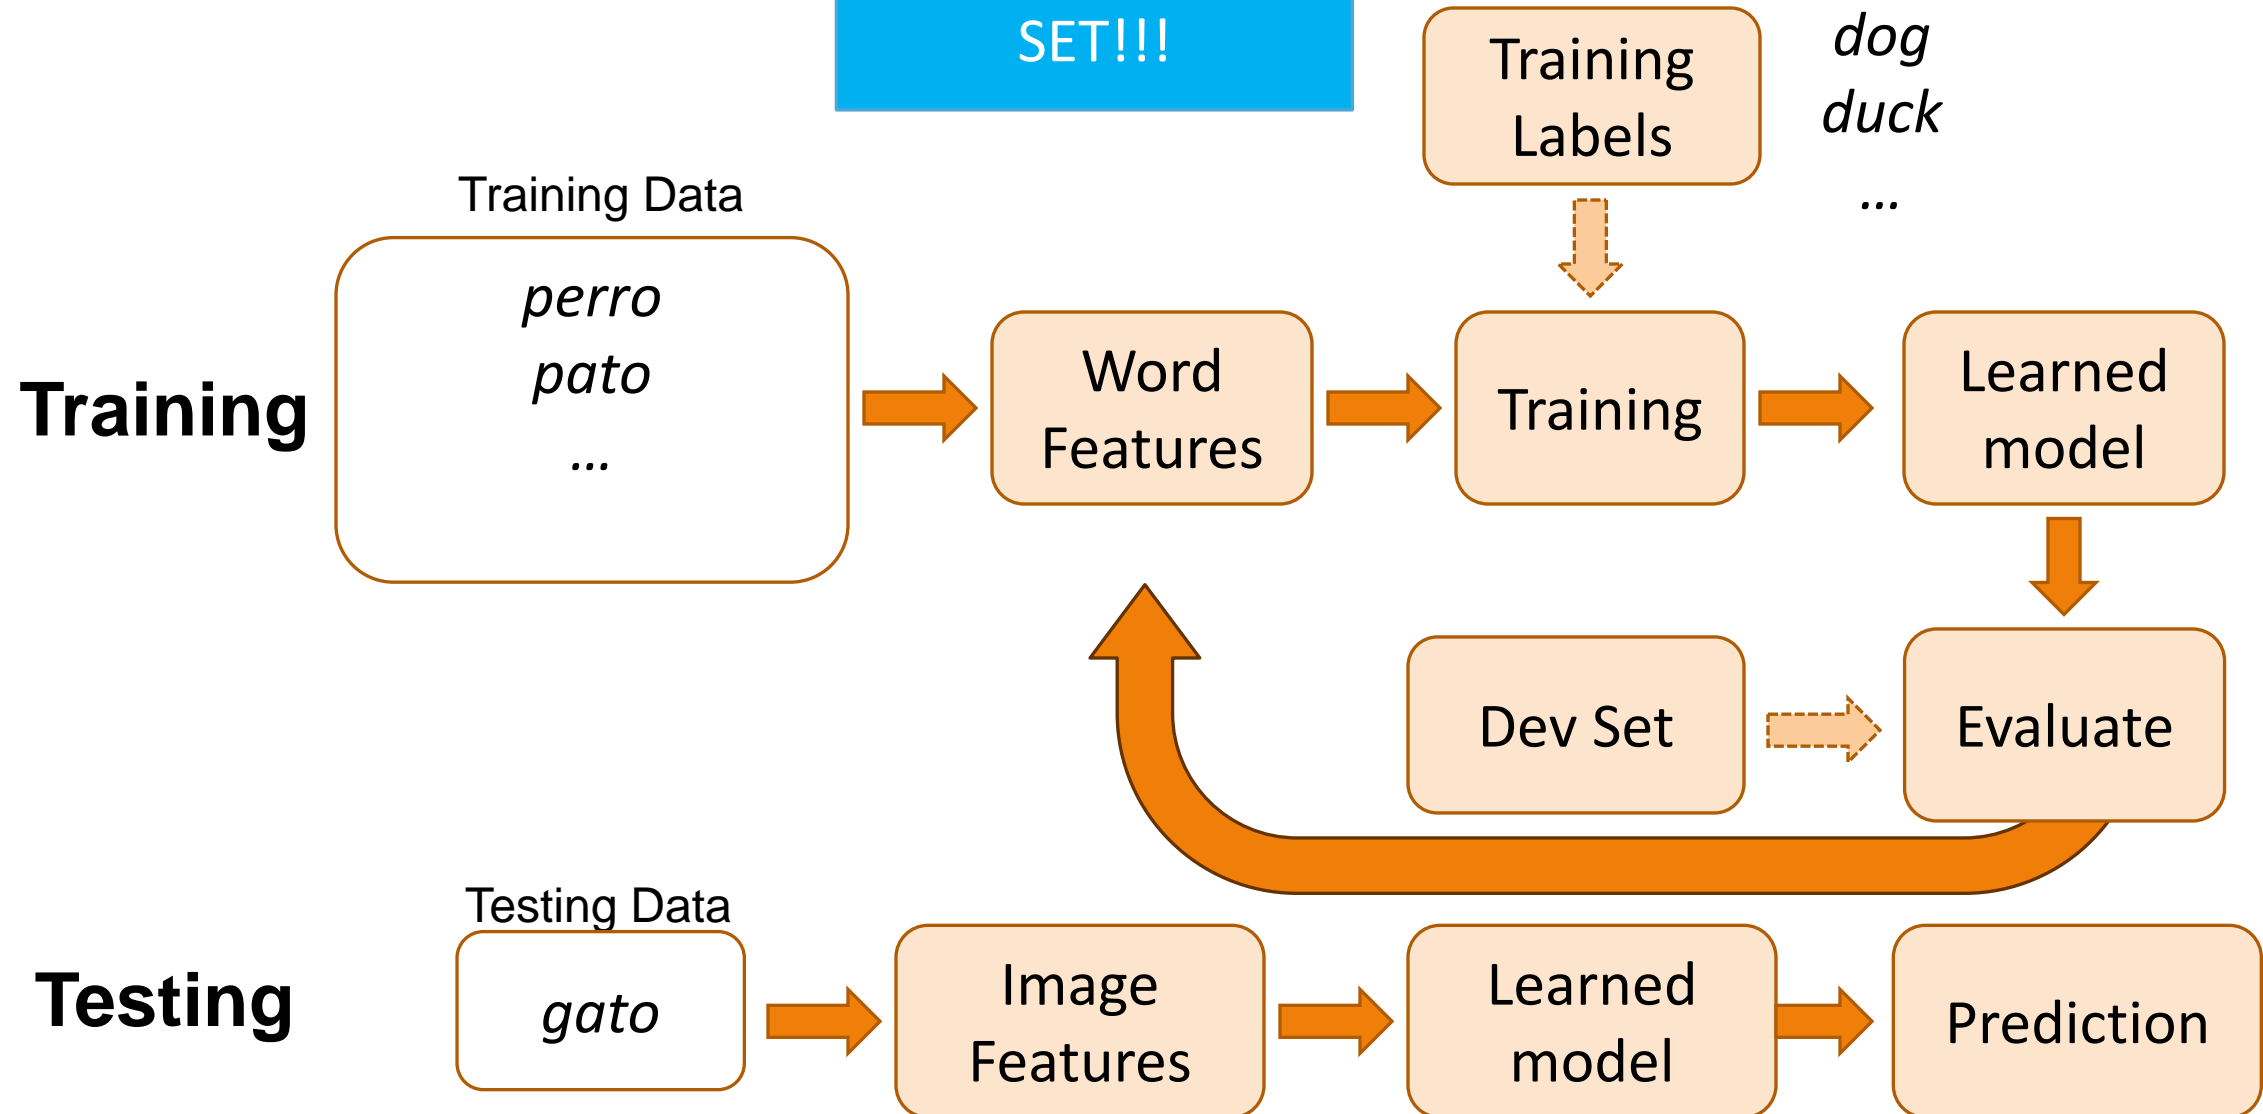 SET!!!
Training
Labels
dog
duck
...
Training Data
perro
pato
...
Training
Word
Features
Training
Learned
model
Dev Set
Evaluate
Testing Data
Testing
gato
Image
Features
Learned
model
Prediction